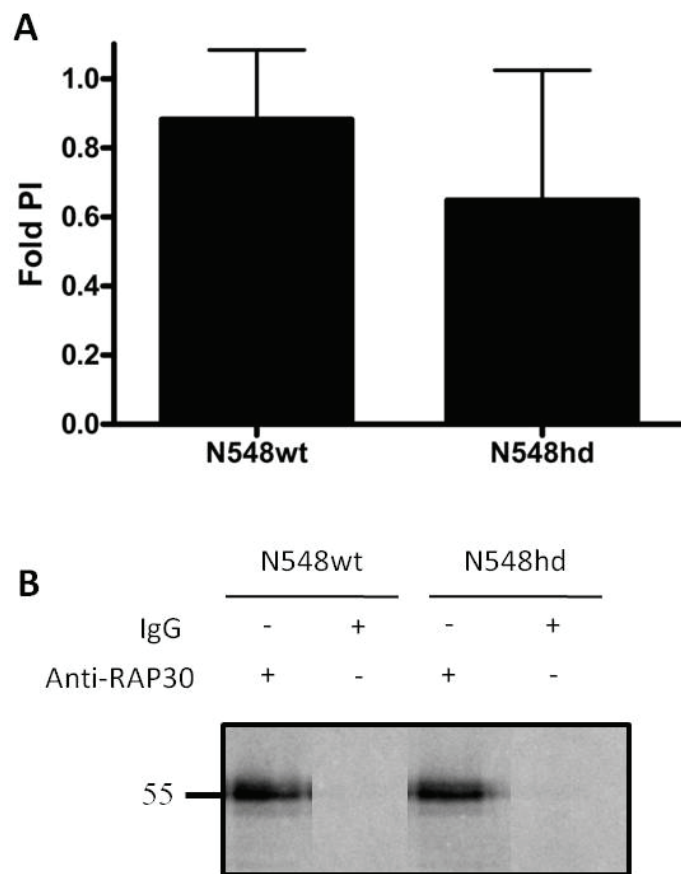 A
Fold PI
1.0
0.8
0.6
0.4
0.2
0.0
N548wt N548hd
B
N548wt N548hd
IgG - + - +
Anti-RAP30 + - + -
55